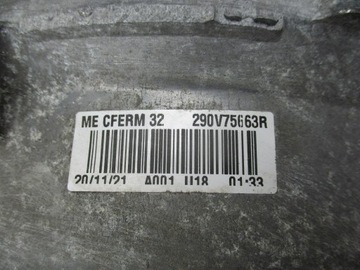 ME CFERM 32 290V75663R
20/11/21 A001 U18 01:33